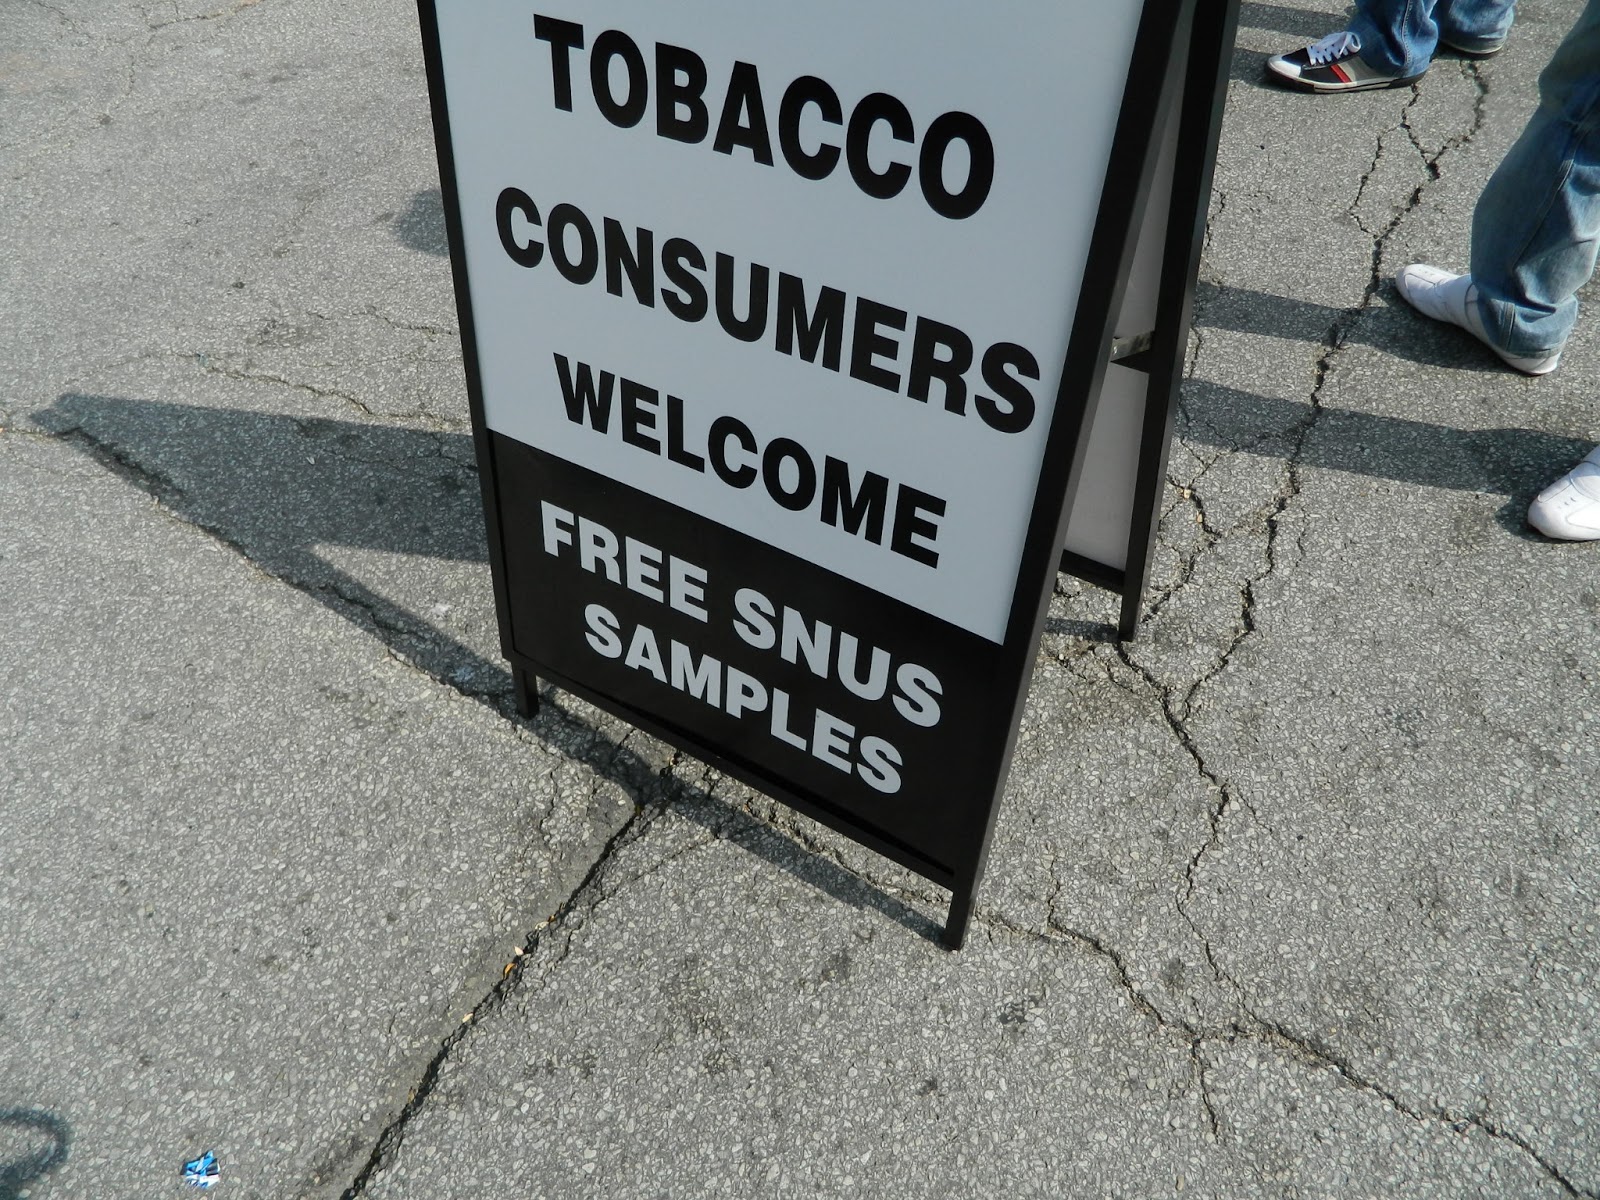 TOBACCO
CONSUMERS
WELCOME
FREE SNUS
SAMPLES